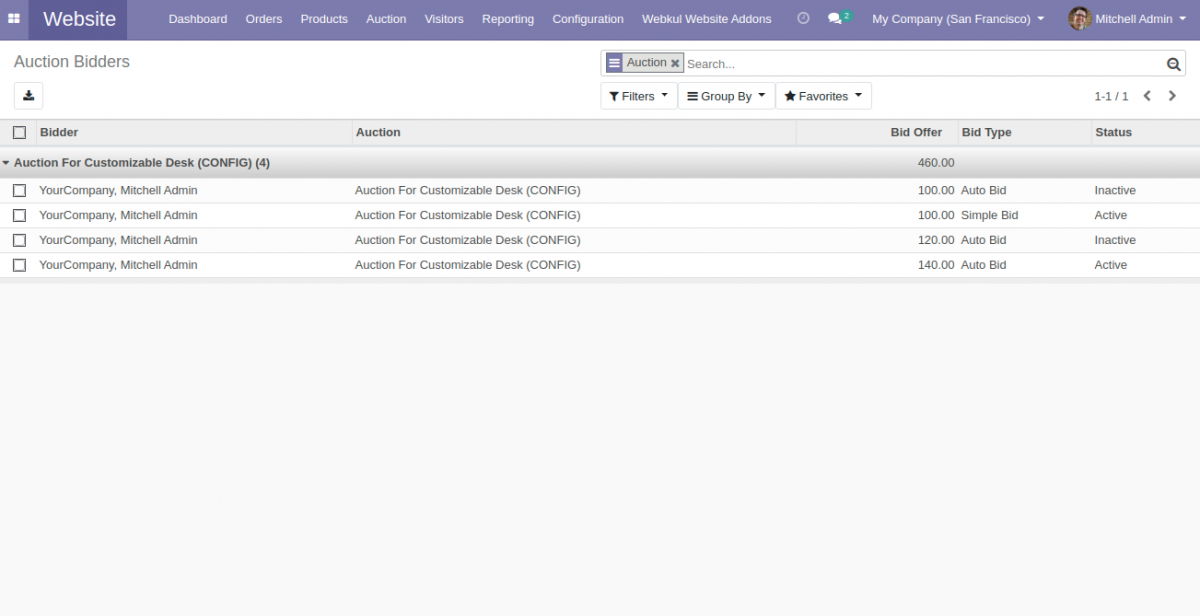 Website Dashboard Orders Products Auction Visitors Reporting Configuration Webkul Website Addons 2 My Company (San Francisco) Mitchell Admin
Auction Bidders
Auction Search...
Filters Group By Favorites 1-1 / 1
Bidder Auction Bid Offer Bid Type Status
Auction For Customizable Desk (CONFIG) (4) 460.00
YourCompany, Mitchell Admin Auction For Customizable Desk (CONFIG) 100.00 Auto Bid Inactive
YourCompany, Mitchell Admin Auction For Customizable Desk (CONFIG) 100.00 Simple Bid Active
YourCompany, Mitchell Admin Auction For Customizable Desk (CONFIG) 120.00 Auto Bid Inactive
YourCompany, Mitchell Admin Auction For Customizable Desk (CONFIG) 140.00 Auto Bid Active